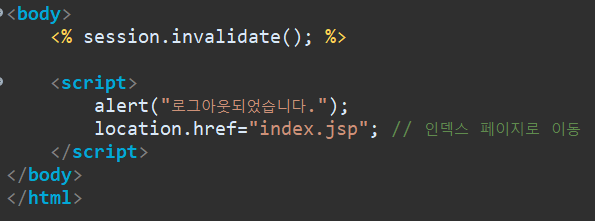 <body>
<% session.invalidate(); %>
<script>
alert("로그아웃되었습니다.");
location.href="index.jsp"; // 인덱스 페이지로 이동
</script>
</body>
</html>